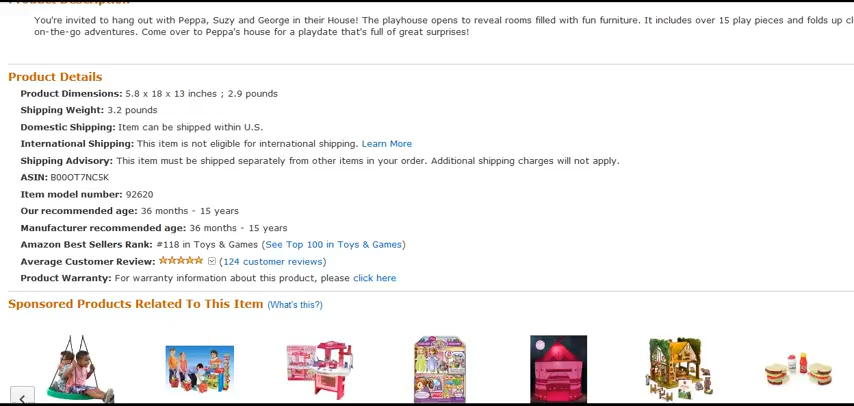 Product Description
You're invited to hang out with Peppa, Suzy and George in their House! The playhouse opens to reveal rooms filled with fun furniture. It includes over 15 play pieces and folds up cl
on-the-go adventures. Come over to Peppa's house for a playdate that's full of great surprises!
Product Details
Product Dimensions: 5.8 x 18 x 13 inches ; 2.9 pounds
Shipping Weight: 3.2 pounds
Domestic Shipping: Item can be shipped within U.S.
International Shipping: This item is not eligible for international shipping. Learn More
Shipping Advisory: This item must be shipped separately from other items in your order. Additional shipping charges will not apply.
ASIN: B00OT7NC5K
Item model number: 92620
Our recommended age: 36 months - 15 years
Manufacturer recommended age: 36 months - 15 years
Amazon Best Sellers Rank: #118 in Toys & Games (See Top 100 in Toys & Games)
Average Customer Review: (124 customer reviews)
Product Warranty: For warranty information about this product, please click here
Sponsored Products Related To This Item (What's this?)